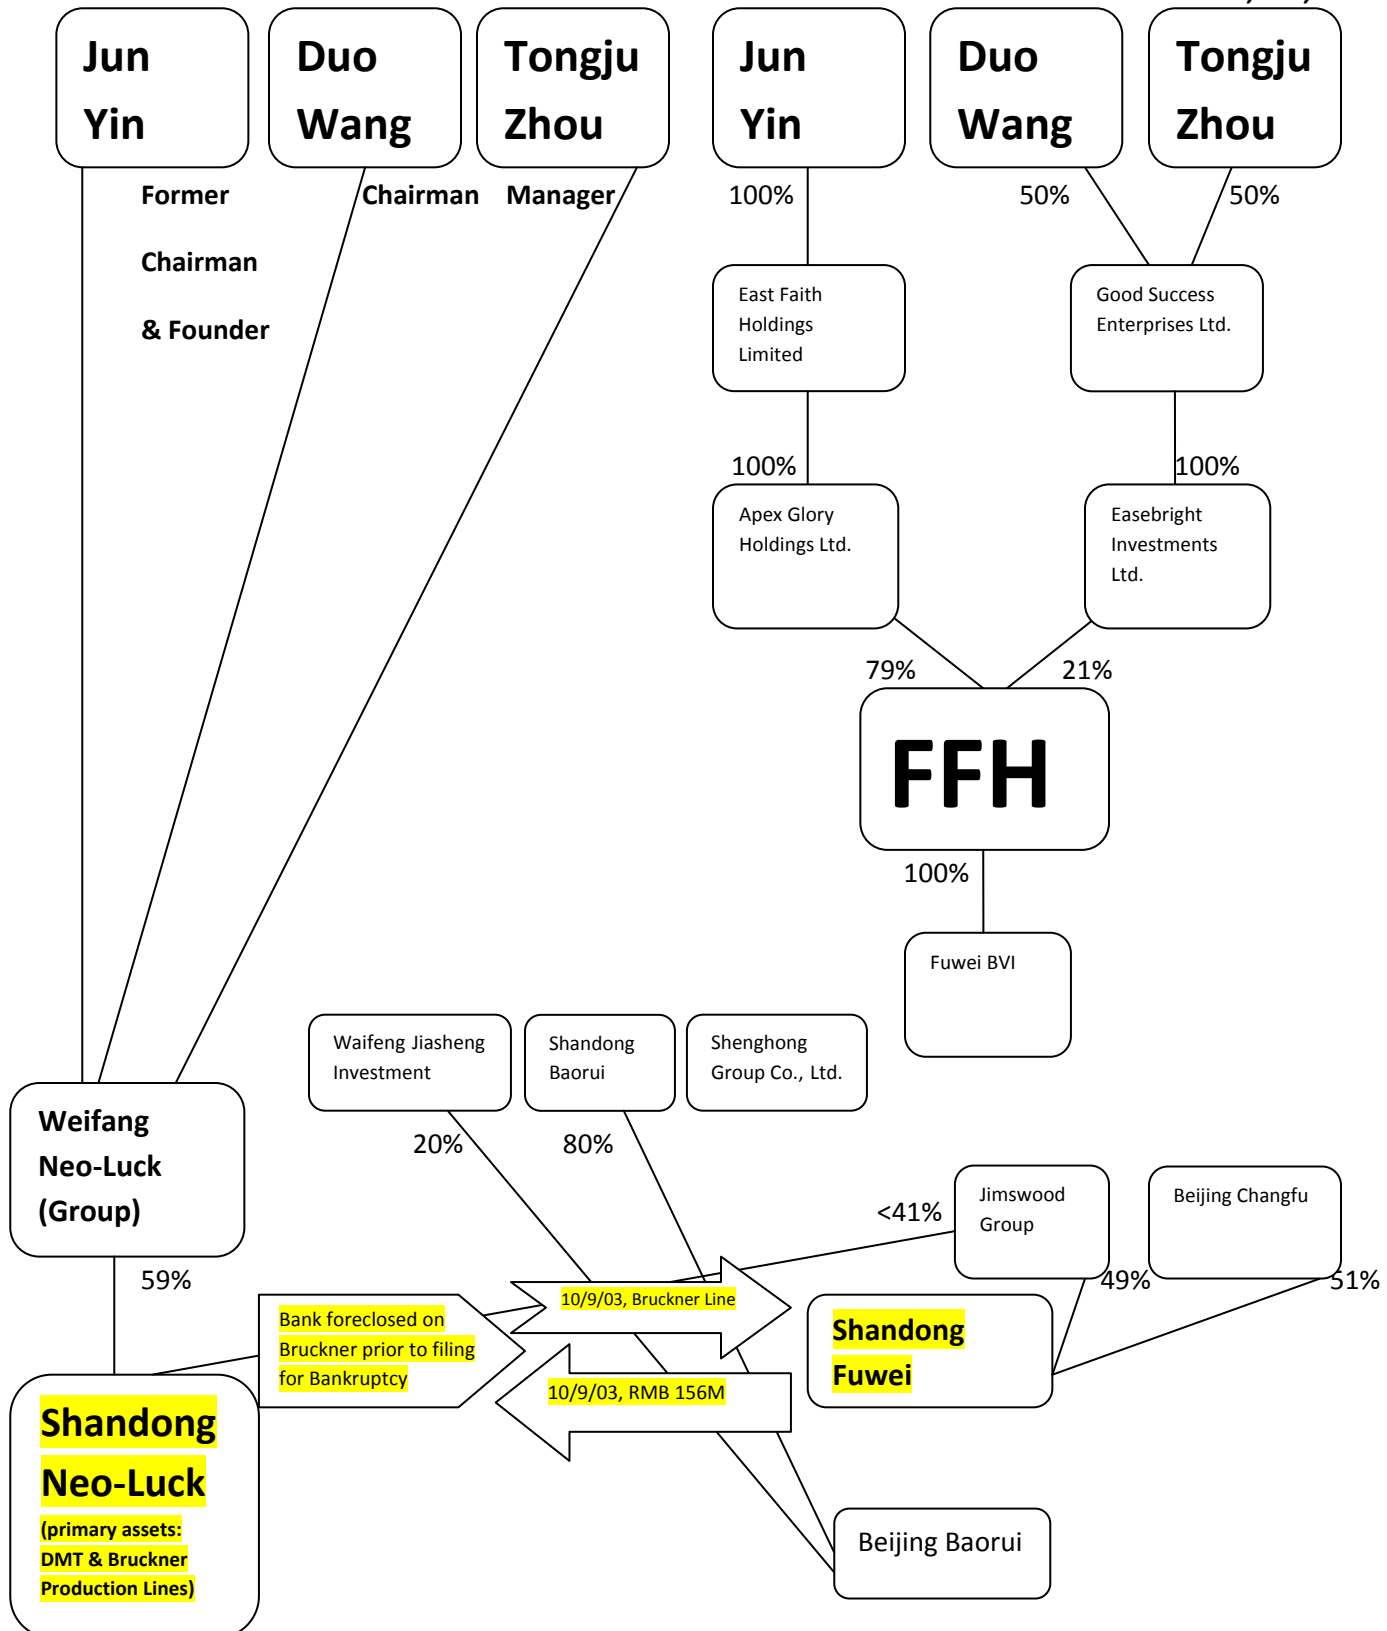 Jun
Yin
Duo
Wang
Tongju
Zhou
Jun
Yin
Duo
Wang
Tongju
Zhou
Former
Chairman
& Founder
Chairman
Manager
100%
50%
50%
East Faith
Holdings
Limited
Good Success
Enterprises Ltd.
100%
100%
Apex Glory
Holdings Ltd.
Easebright
Investments
Ltd.
79%
21%
FFH
100%
Fuwei BVI
Waifeng Jiasheng
Investment
Shandong
Baorui
Shenghong
Group Co., Ltd.
20%
80%
Weifang
Neo-Luck
(Group)
Jimswood
Group
Beijing Changfu
<41%
49%
51%
59%
Bank foreclosed on
Bruckner prior to filing
for Bankruptcy
10/9/03, Bruckner Line
10/9/03, RMB 156M
Shandong
Fuwei
Shandong
Neo-Luck
(primary assets:
DMT & Bruckner
Production Lines)
Beijing Baorui